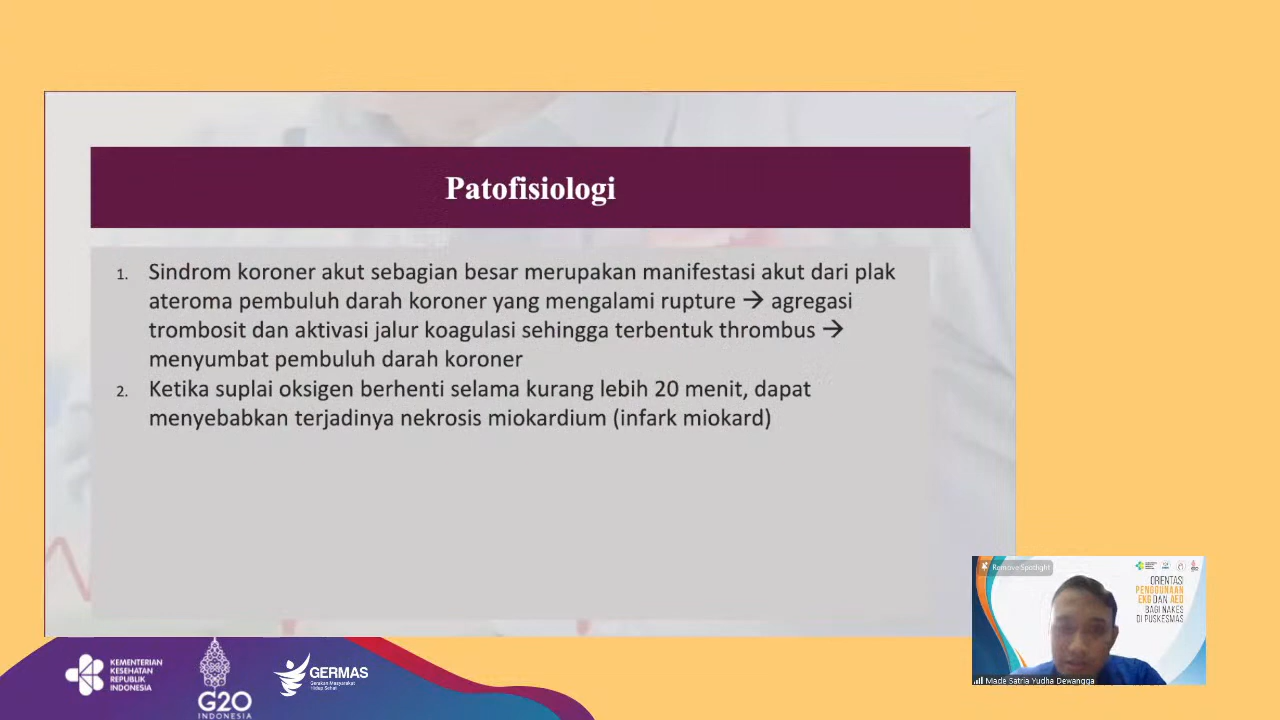 Patofisiologi
1. Sindrom koroner akut sebagian besar merupakan manifestasi akut dari plak
ateroma pembuluh darah koroner yang mengalami rupture → agregasi
trombosit dan aktivasi jalur koagulasi sehingga terbentuk thrombus →
menyumbat pembuluh darah koroner
2. Ketika suplai oksigen berhenti selama kurang lebih 20 menit, dapat
menyebabkan terjadinya nekrosis miokardium (infark miokard)
Remove Spotlight
ORIENTASI
PENGGUNAAN
EKG DAN AED
BAGI NAKES
DI PUSKESMAS
Made Satria Yudha Dewangga
KEMENTERIAN
KESEHATAN
REPUBLIK
INDONESIA
G20
INDONESIA
GERMAS
Gerakan Masyarakat
Hidup Sehat